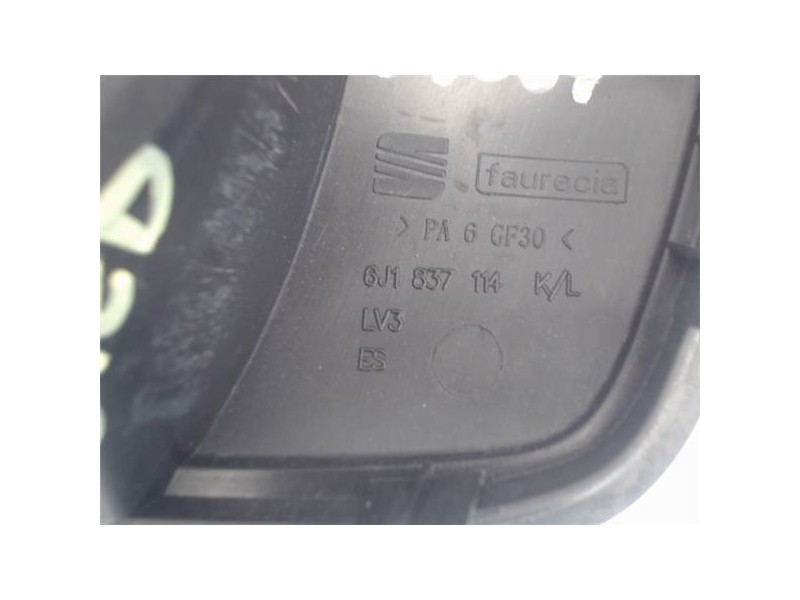 faurecia
> PA 6 GF30 <
6J1 837 114 K/L
LV3
ES